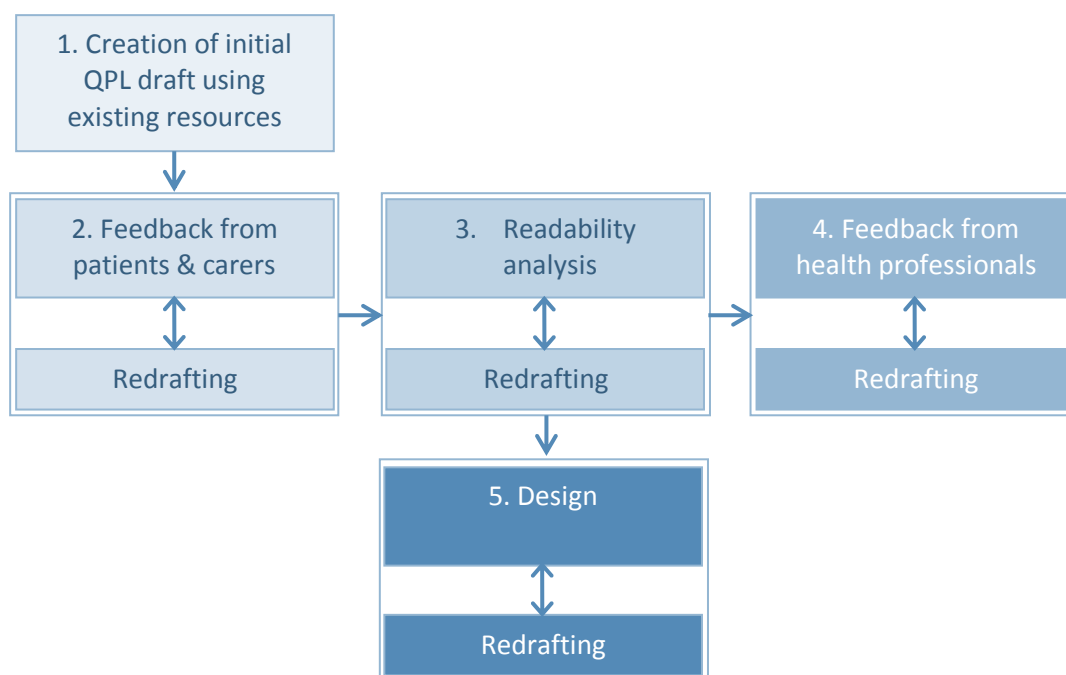 1. Creation of initial
QPL draft using
existing resources
2. Feedback from
patients & carers
Redrafting
3. Readability
analysis
Redrafting
4. Feedback from
health professionals
Redrafting
5. Design
Redrafting